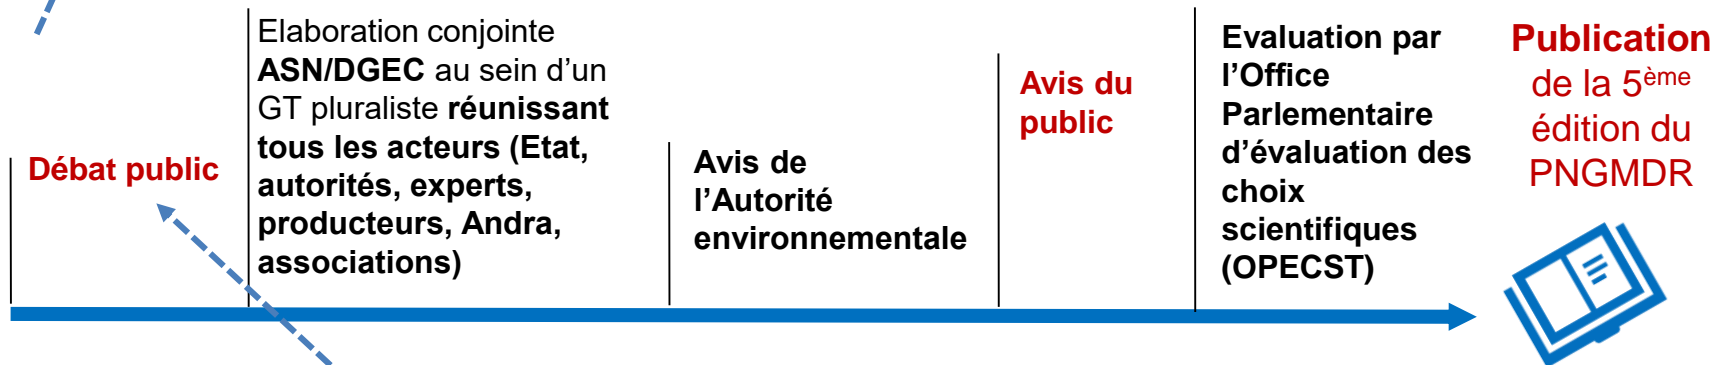 Débat public
Elaboration conjointe
ASN/DGEC au sein d’un
GT pluraliste réunissant
tous les acteurs (Etat,
autorités, experts,
producteurs, Andra,
associations)
Avis de
l’Autorité
environnementale
Avis du
public
Evaluation par
l’Office
Parlementaire
d’évaluation des
choix
scientifiques
(OPECST)
Publication
de la 5ème
édition du
PNGMDR